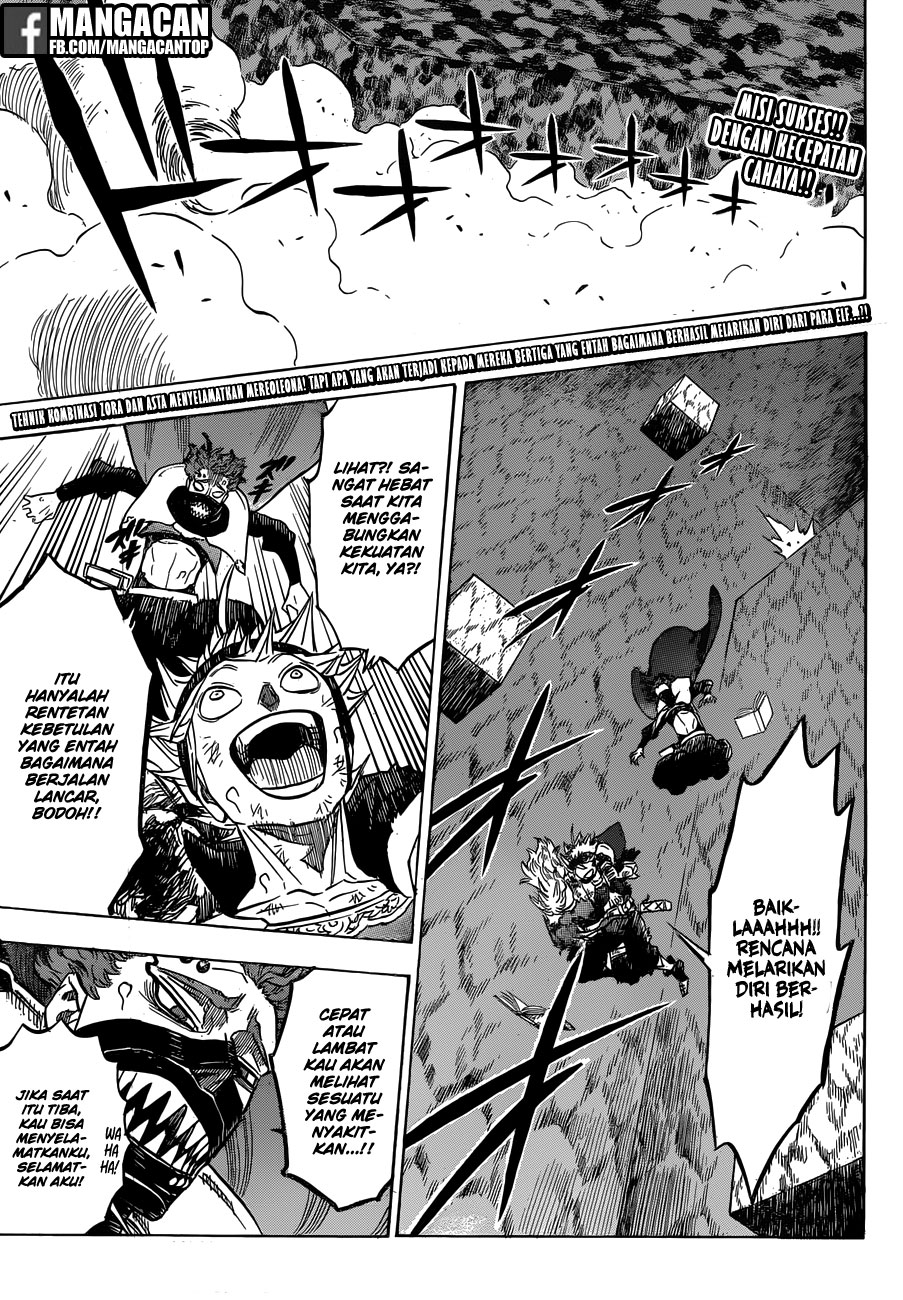 MANGACAN
FB.COM/MANGACANTOP
MISI SUKSES!!
DENGAN KECEPATAN
CAHAYA!!
TEHNIK KOMBINASI ZORA DAN ASTA MENYELAMATKAN MEREOLEONA! TAPI APA YANG AKAN TERJADI KEPADA MEREKA BERTIGA YANG ENTAH BAGAIMANA BERHASIL MELARIKAN DIRI DARI PARA ELF...!!
BAIK-
LAAAHHH!!
RENCANA
MELARIKAN
DIRI BER-
HASIL!
LIHAT?! SA-
NGAT HEBAT
SAAT KITA
MENGGA-
BUNGKAN
KEKUATAN
KITA, YA?!
ITU
HANYALAH
RENTETAN
KEBETULAN
YANG ENTAH
BAGAIMANA
BERJALAN
LANCAR,
BODOH!!
CEPAT
ATAU
LAMBAT
KAU AKAN
MELIHAT
SESUATU
YANG ME-
NYAKIT-
KAN...!!
WA
HA
HA!
JIKA SAAT
ITU TIBA,
KAU BISA
MENYELA-
MATKANKU,
SELAMAT-
KAN AKU!